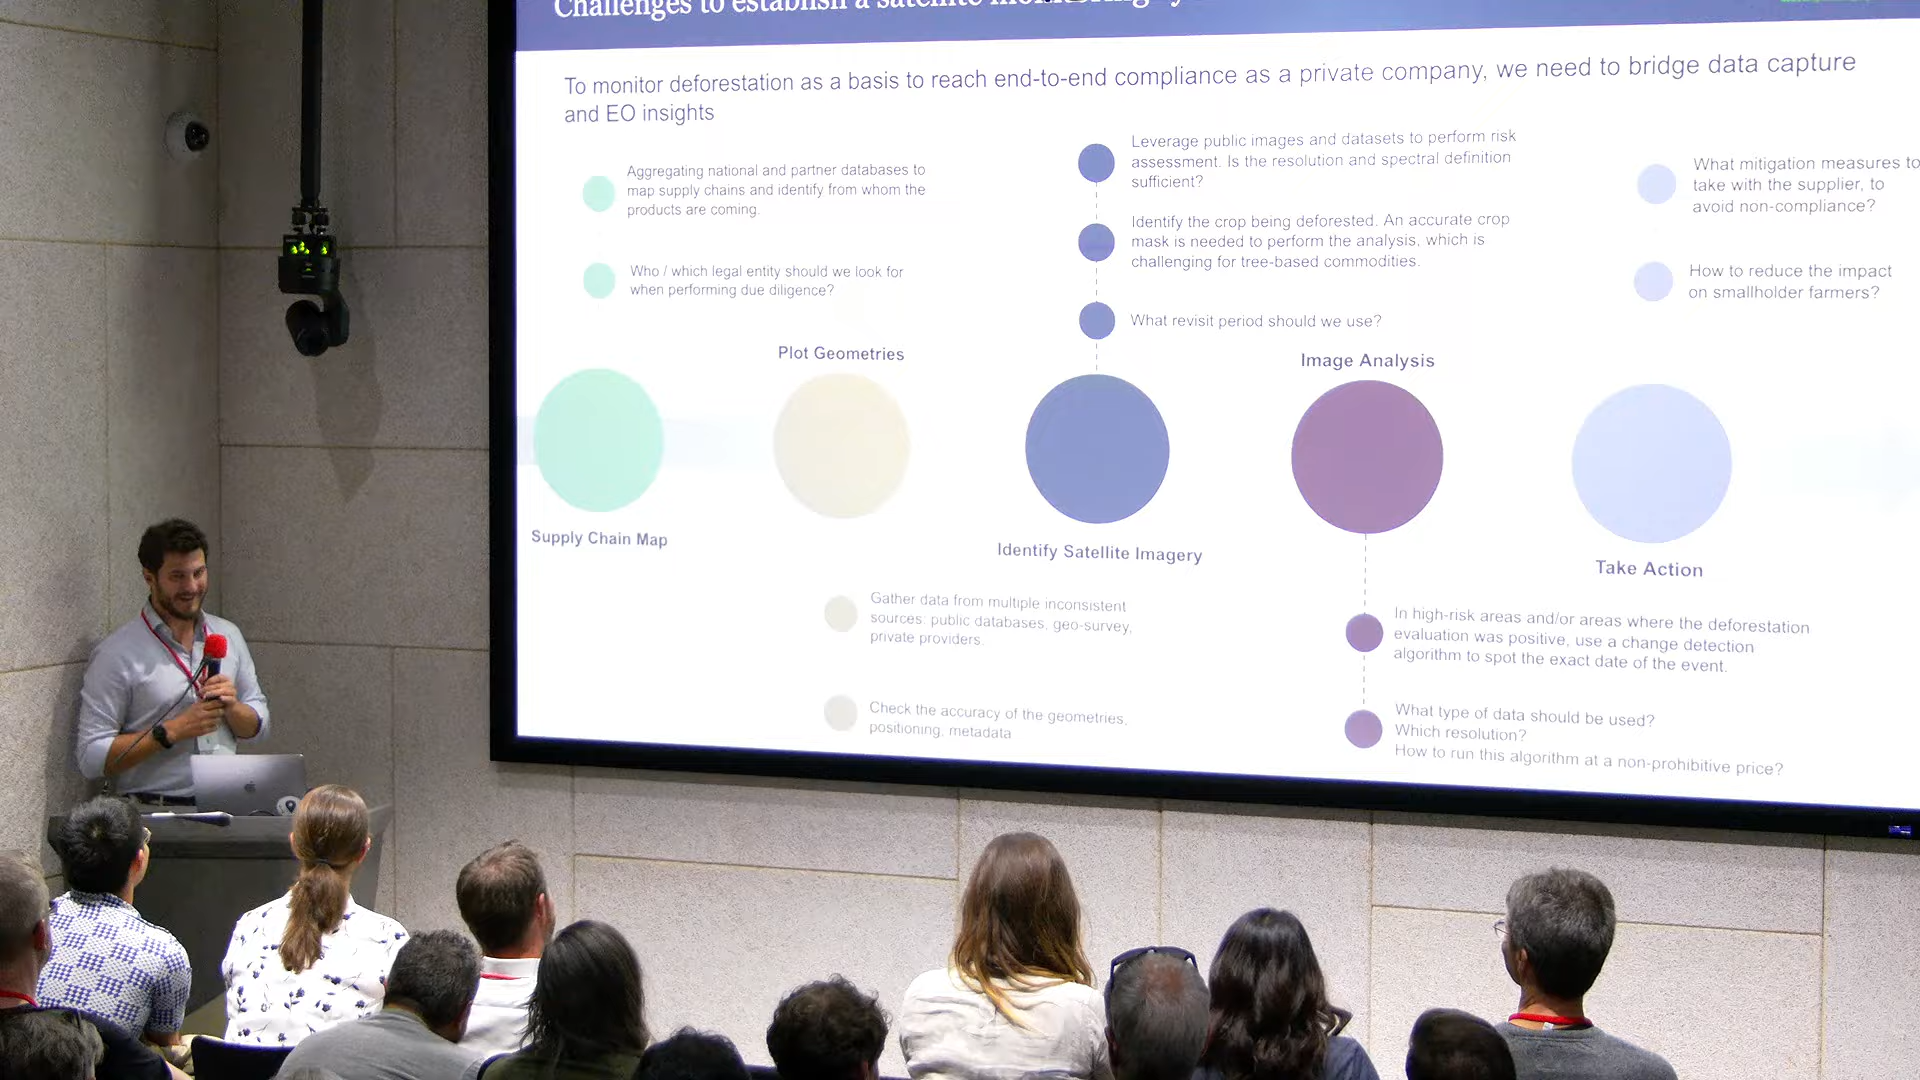 Challenges to establish a satellite monitoring
To monitor deforestation as a basis to reach end-to-end compliance as a private company, we need to bridge data capture
and EO insights
Aggregating national and partner databases to
map supply chains and identify from whom the
products are coming.
Who / which legal entity should we look for
when performing due diligence?
Leverage public images and datasets to perform risk
assessment. Is the resolution and spectral definition
sufficient?
Identify the crop being deforested. An accurate crop
mask is needed to perform the analysis, which is
challenging for tree-based commodities.
What revisit period should we use?
What mitigation measures to
take with the supplier, to
avoid non-compliance?
How to reduce the impact
on smallholder farmers?
Plot Geometries
Image Analysis
Supply Chain Map
Identify Satellite Imagery
Take Action
Gather data from multiple inconsistent
sources: public databases, geo-survey,
private providers.
Check the accuracy of the geometries,
positioning, metadata
In high-risk areas and/or areas where the deforestation
evaluation was positive, use a change detection
algorithm to spot the exact date of the event.
What type of data should be used?
Which resolution?
How to run this algorithm at a non-prohibitive price?